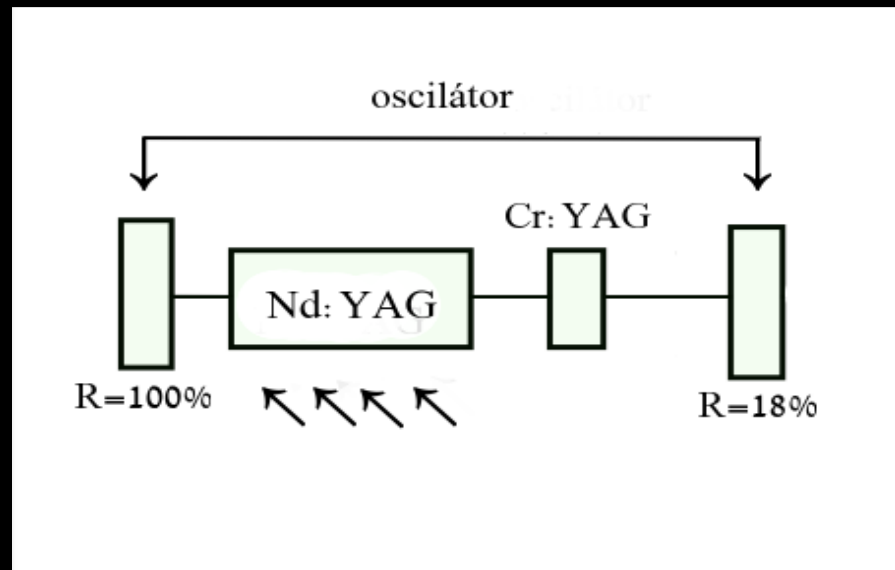 oscilátor
Cr: YAG
Nd: YAG
R=100%
R=18%